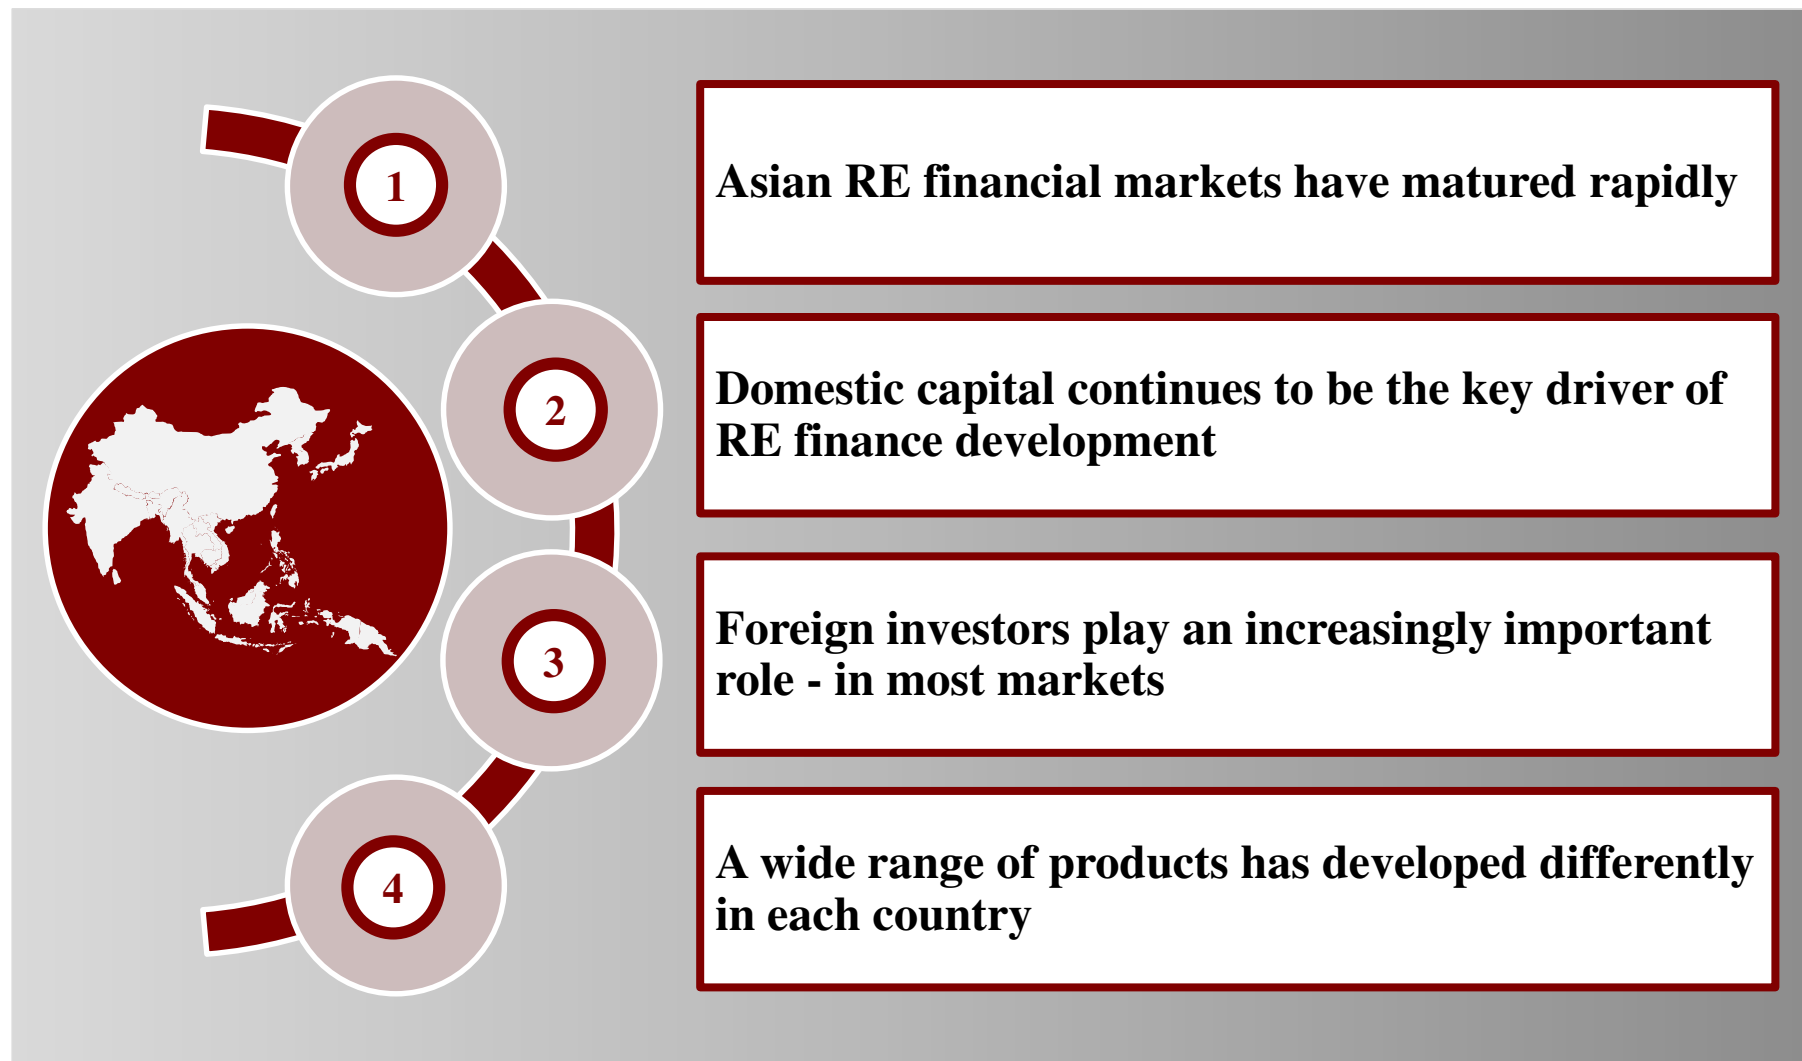 1
Asian RE financial markets have matured rapidly
2
Domestic capital continues to be the key driver of
RE finance development
3
Foreign investors play an increasingly important
role - in most markets
4
A wide range of products has developed differently
in each country